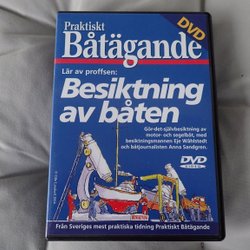 Praktiskt
DVD
Båtägande
Lär av proffsen:
Besiktning
av båten
Gör-det-självbesiktning av
motor- och segelbåt, med
besiktningsmannen Eje Wåhlstedt
och båtjournalisten Anna Sandgren.
DVD
VIDEO
Från Sveriges mest praktiska tidning Praktiskt Båtägande